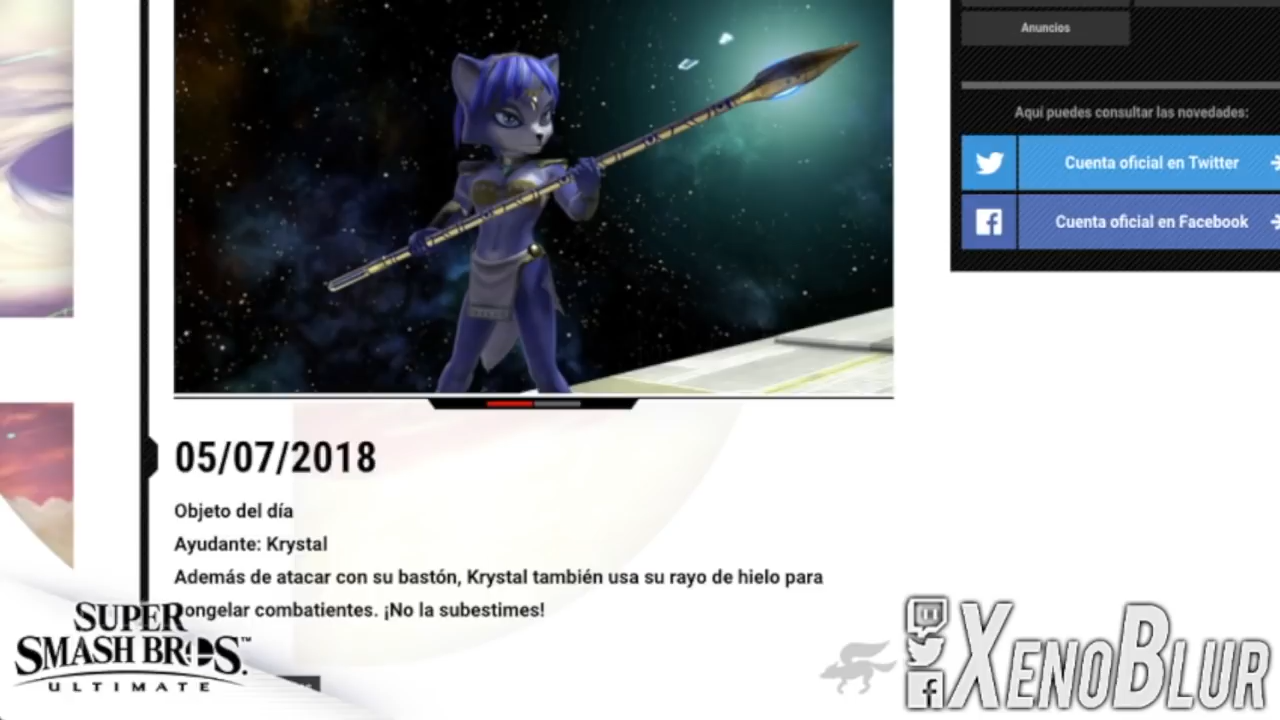 Anuncios
Aquí puedes consultar las novedades:
Cuenta oficial en Twitter
Cuenta oficial en Facebook
05/07/2018
Objeto del día
Ayudante: Krystal
Además de atacar con su bastón, Krystal también usa su rayo de hielo para
congelar combatientes. ¡No la subestimes!
SUPER
SMASH BROS.™
ULTIMATE
XENOBLUR